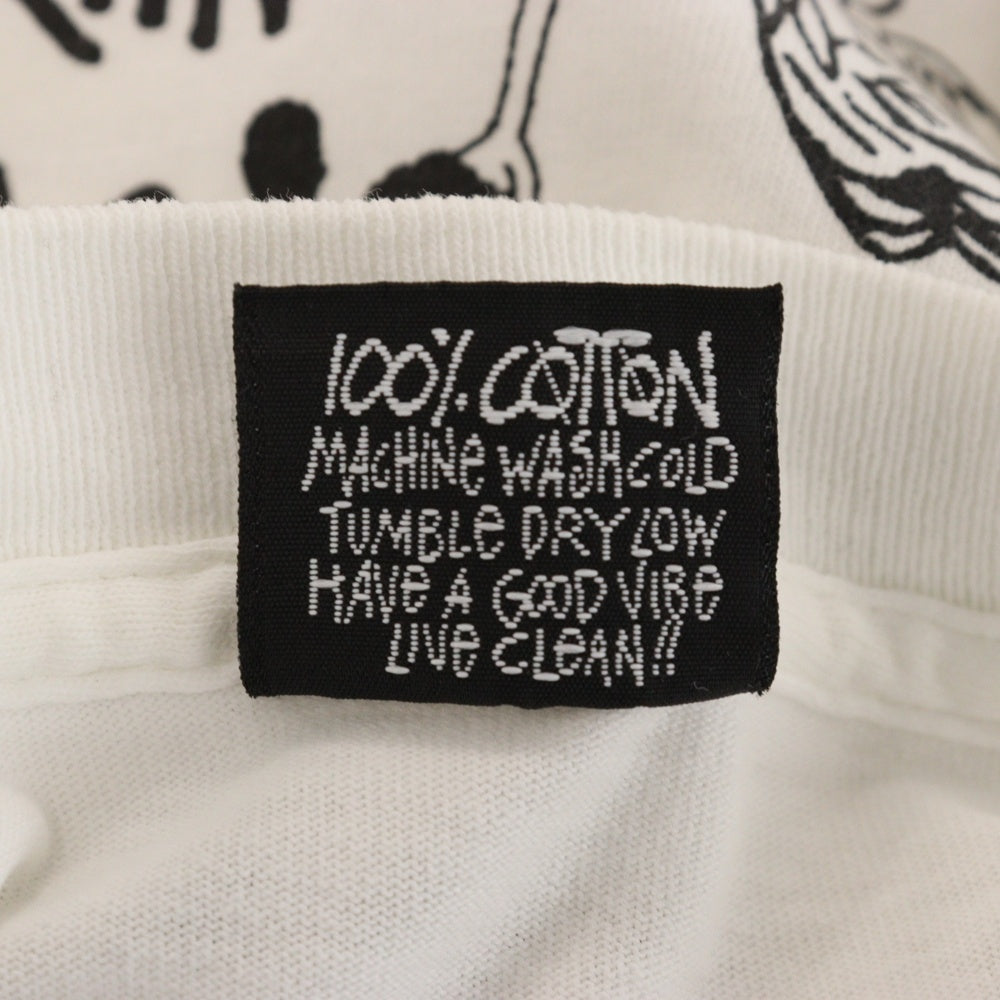 100% COTTON
MACHINE WASH COLD
TUMBLE DRY LOW
HAVE A GOOD VIBE
LIVE CLEAN!!